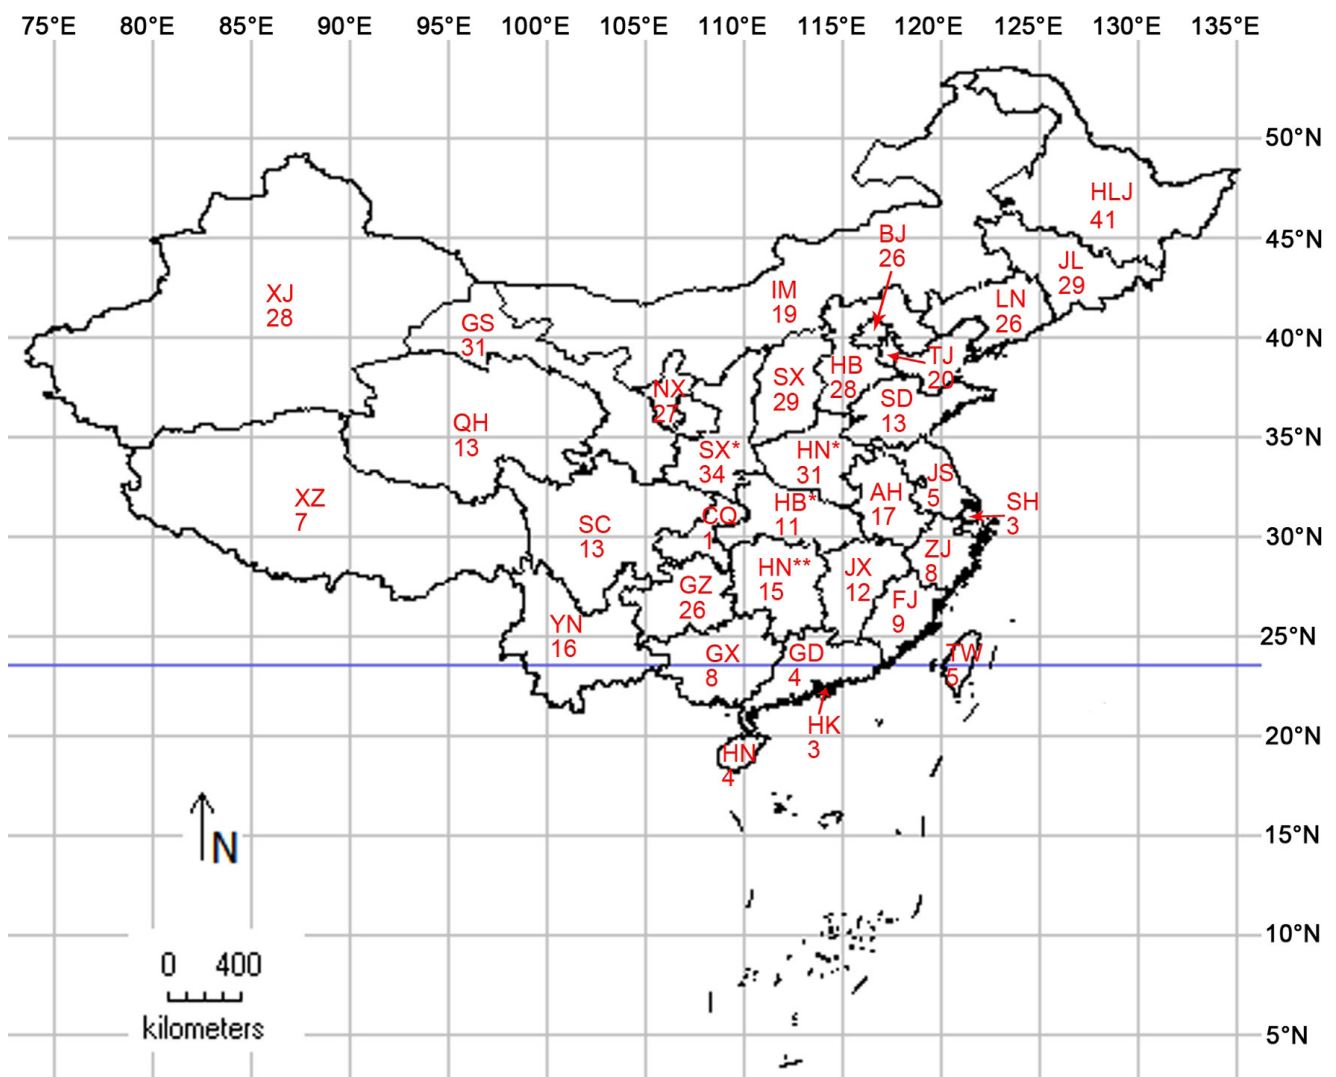 75°E 80°E 85°E 90°E 95°E 100°E 105°E 110°E 115°E 120°E 125°E 130°E 135°E
50°N
HLJ
41
45°N
BJ
26
JL
29
XJ
28
IM
19
LN
26
GS
31
40°N
TJ
20
HB
28
SX
29
NX
27
SD
13
QH
13
35°N
SX*
34
HN*
31
JS
5
AH
17
XZ
7
HB*
11
SH
3
CQ
1
SC
13
30°N
ZJ
8
HN**
15
JX
12
GZ
26
FJ
9
YN
16
25°N
GX
8
GD
4
TW
5
HK
3
20°N
HN
4
15°N
N
10°N
0 400
kilometers
5°N